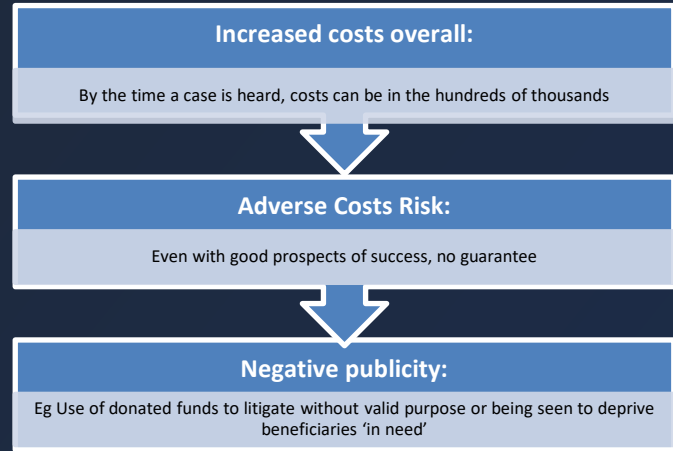 Increased costs overall:
By the time a case is heard, costs can be in the hundreds of thousands
Adverse Costs Risk:
Even with good prospects of success, no guarantee
Negative publicity:
Eg Use of donated funds to litigate without valid purpose or being seen to deprive
beneficiaries ‘in need’